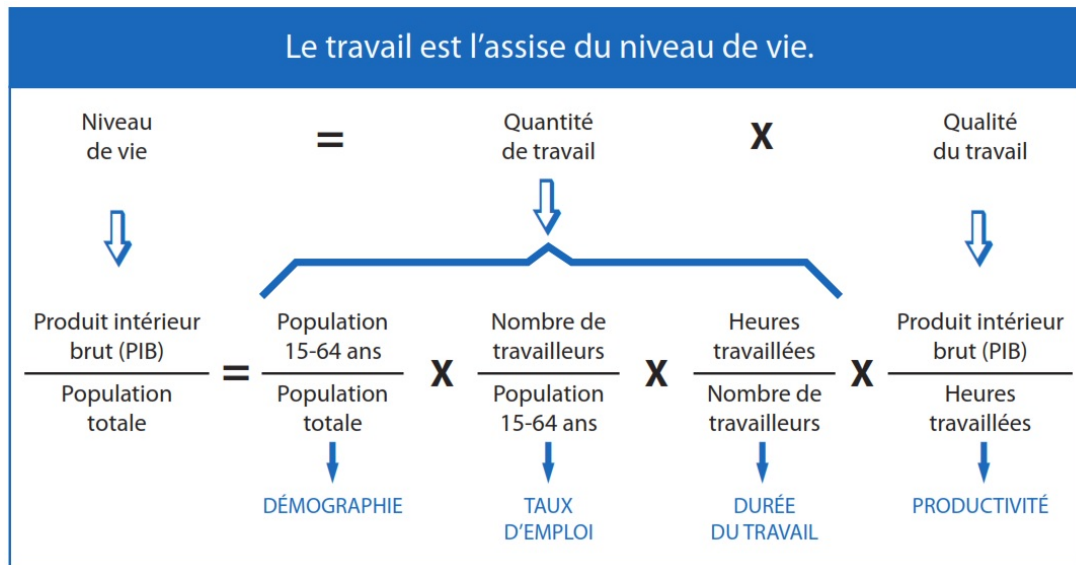 Le travail est l’assise du niveau de vie.
Niveau
de vie
=
Quantité
de travail
X
Qualité
du travail
Produit intérieur
brut (PIB)
Population
totale
=
Population
15-64 ans
Population
totale
X
Nombre de
travailleurs
Population
15-64 ans
X
Heures
travaillées
Nombre de
travailleurs
X
Produit intérieur
brut (PIB)
Heures
travaillées
DÉMOGRAPHIE
TAUX
D’EMPLOI
DURÉE
DU TRAVAIL
PRODUCTIVITÉ